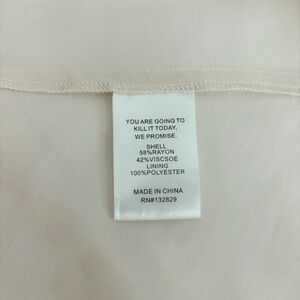 YOU ARE GOING TO
KILL IT TODAY,
WE PROMISE.
SHELL
58%RAYON
42%VISCSOE
LINING
100%POLYESTER
MADE IN CHINA
RN#132829